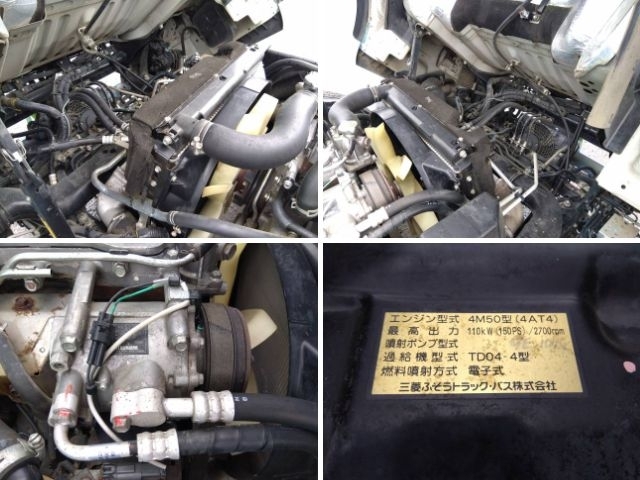 エンジン型式 4M50型(4AT4)
最高出力 110kW(150PS)/2700rpm
噴射ポンプ型式
過給機型式 TD04-4型
燃料噴射方式 電子式
三菱ふそうトラック・バス株式会社